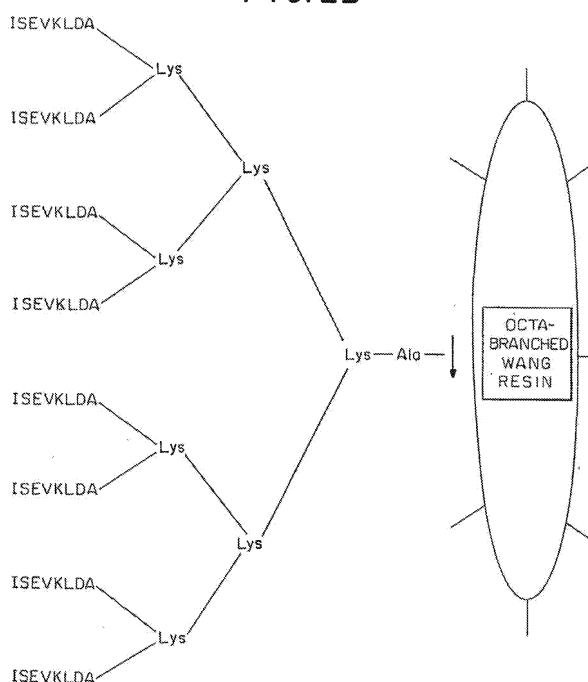 ISEVKLDA
Lys
ISEVKLDA
Lys
ISEVKLDA
Lys
ISEVKLDA
Lys—Ala—
OCTA-
BRANCHED
WANG
RESIN
ISEVKLDA
Lys
ISEVKLDA
Lys
ISEVKLDA
Lys
ISEVKLDA